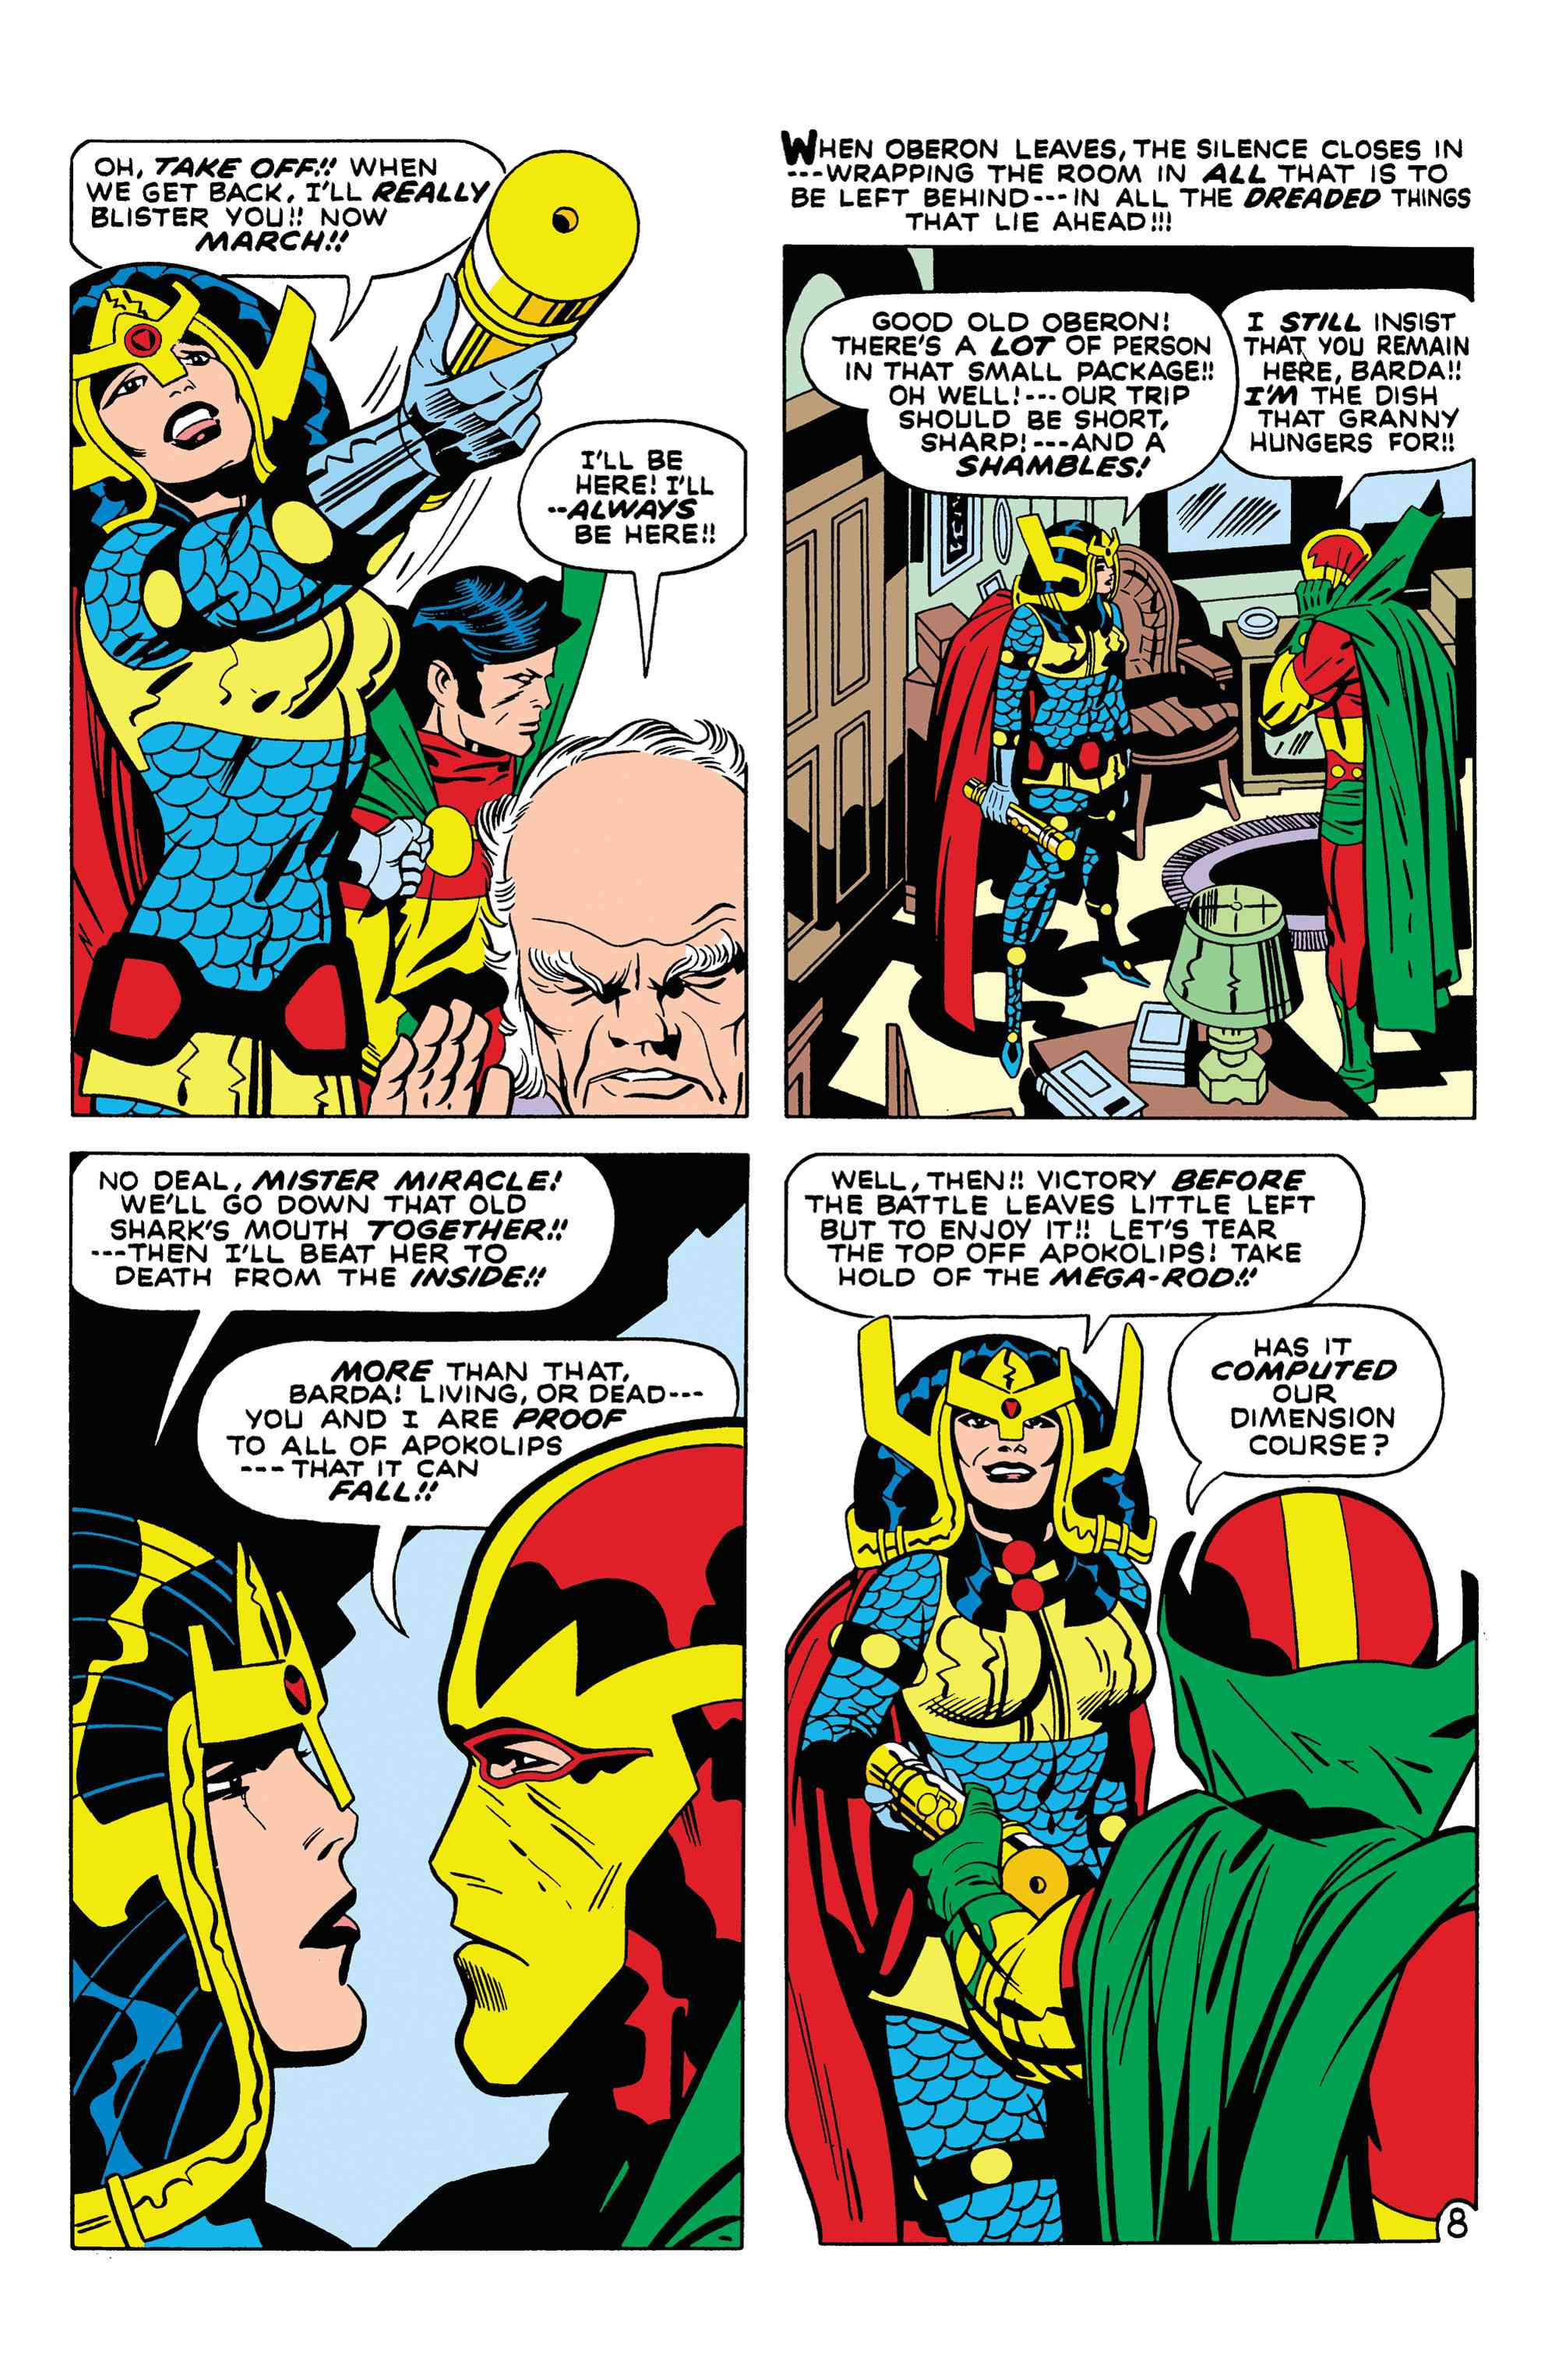 OH, TAKE OFF!! WHEN
WE GET BACK, I'LL REALLY
BLISTER YOU!! NOW
MARCH!!
I'LL BE
HERE! I'LL
--ALWAYS
BE HERE!!
WHEN OBERON LEAVES, THE SILENCE CLOSES IN
---WRAPPING THE ROOM IN ALL THAT IS TO
BE LEFT BEHIND---IN ALL THE DREADED THINGS
THAT LIE AHEAD!!!
GOOD OLD OBERON!
THERE'S A LOT OF PERSON
IN THAT SMALL PACKAGE!!
OH WELL!---OUR TRIP
SHOULD BE SHORT,
SHARP!---AND A
SHAMBLES!
I STILL INSIST
THAT YOU REMAIN
HERE, BARDA!!
I'M THE DISH
THAT GRANNY
HUNGERS FOR!!
NO DEAL, MISTER MIRACLE!
WE'LL GO DOWN THAT OLD
SHARK'S MOUTH TOGETHER!!
---THEN I'LL BEAT HER TO
DEATH FROM THE INSIDE!!
MORE THAN THAT,
BARDA! LIVING, OR DEAD---
YOU AND I ARE PROOF
TO ALL OF APOKOLIPS
---THAT IT CAN
FALL!!
WELL, THEN!! VICTORY BEFORE
THE BATTLE LEAVES LITTLE LEFT
BUT TO ENJOY IT!! LET'S TEAR
THE TOP OFF APOKOLIPS! TAKE
HOLD OF THE MEGA-ROD!!
HAS IT
COMPUTED
OUR
DIMENSION
COURSE?
8